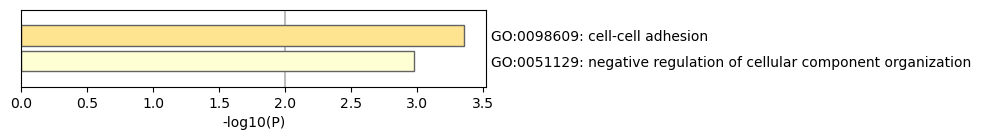 GO:0098609: cell-cell adhesion
GO:0051129: negative regulation of cellular component organization
0.0 0.5 1.0 1.5 2.0 2.5 3.0 3.5
-log10(P)